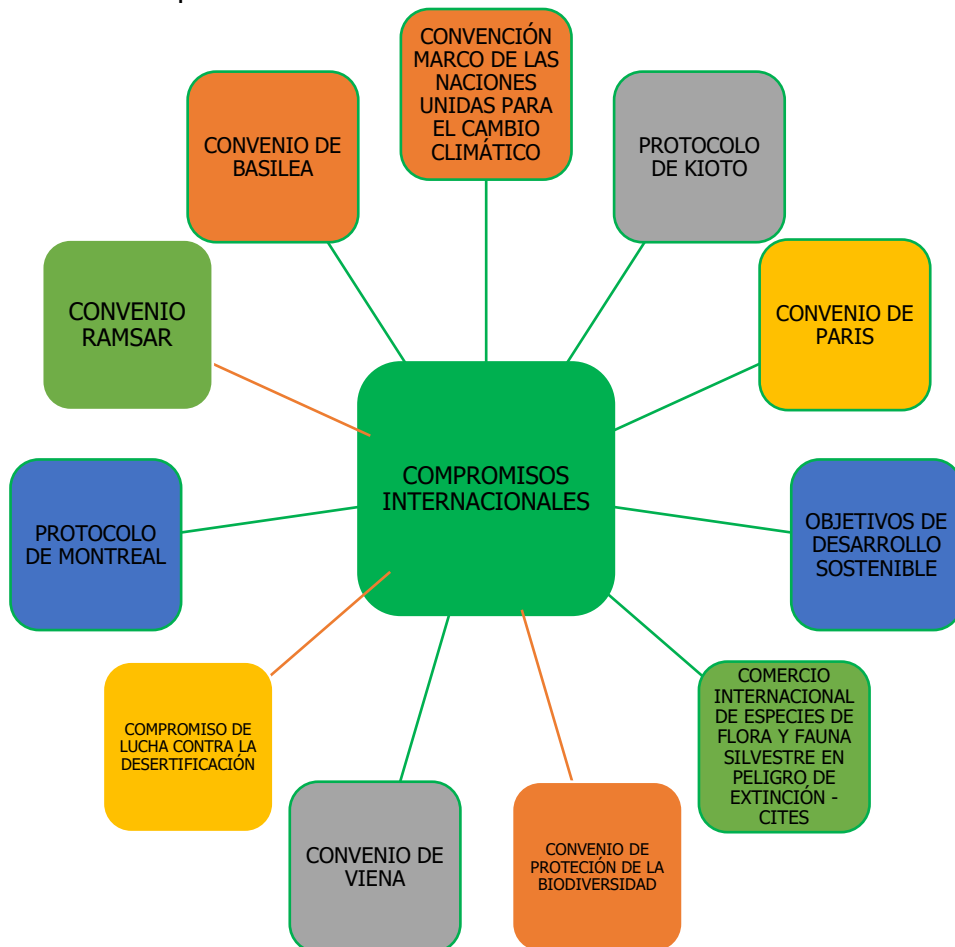 CONVENCIÓN
MARCO DE LAS
NACIONES
UNIDAS PARA
EL CAMBIO
CLIMÁTICO
PROTOCOLO
DE KIOTO
CONVENIO DE
PARIS
OBJETIVOS DE
DESARROLLO
SOSTENIBLE
COMERCIO
INTERNACIONAL
DE ESPECIES DE
FLORA Y FAUNA
SILVESTRE EN
PELIGRO DE
EXTINCIÓN -
CITES
CONVENIO DE
PROTECIÓN DE LA
BIODIVERSIDAD
CONVENIO DE
VIENA
COMPROMISO DE
LUCHA CONTRA LA
DESERTIFICACIÓN
PROTOCOLO
DE MONTREAL
CONVENIO
RAMSAR
CONVENIO DE
BASILEA
COMPROMISOS
INTERNACIONALES